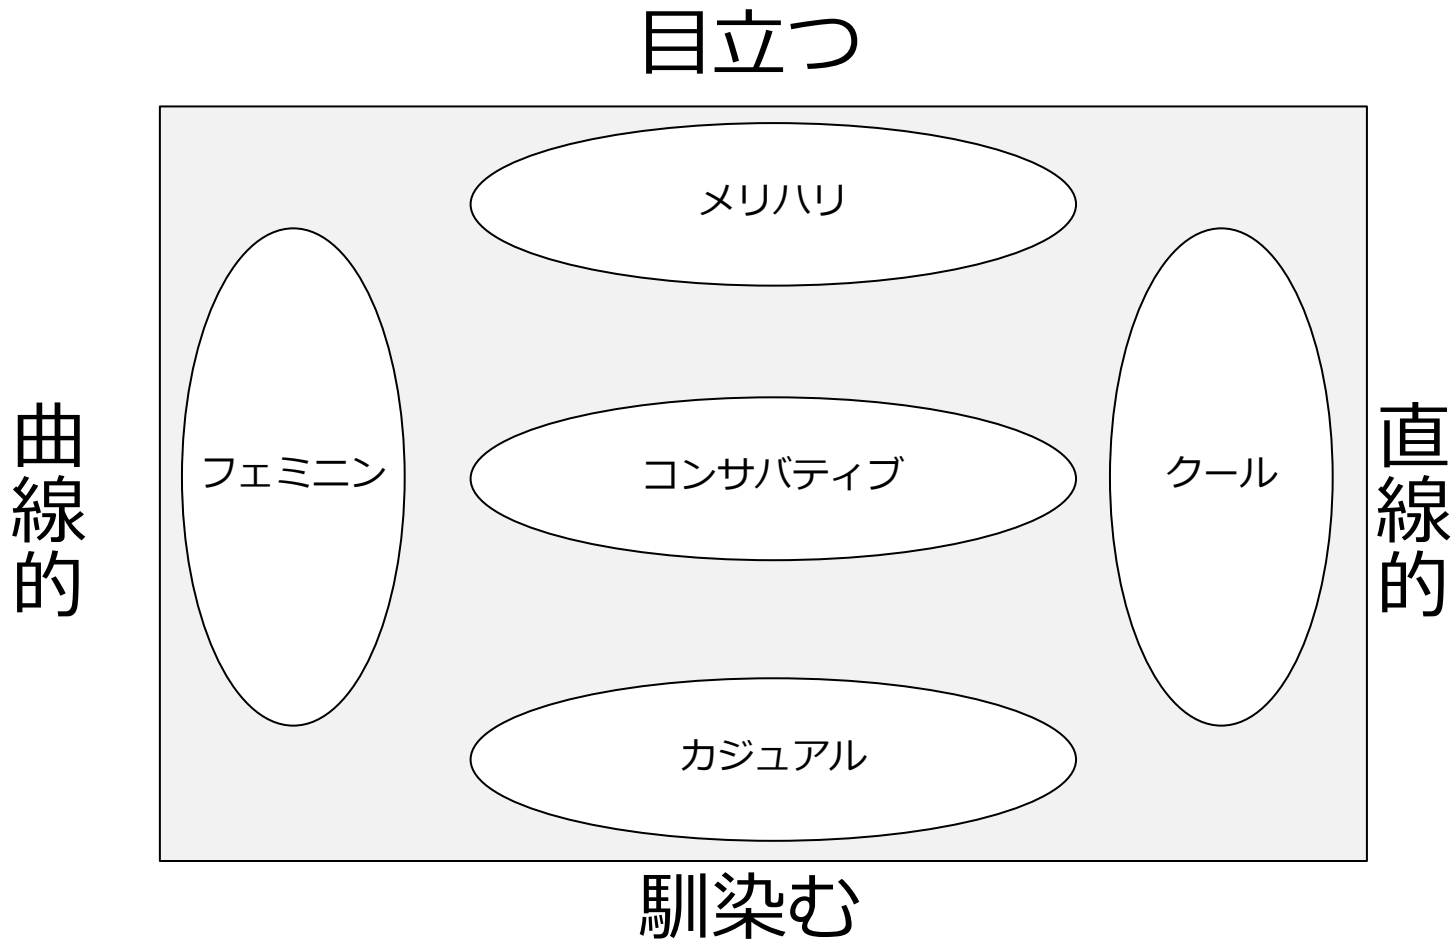 目立つ
メリハリ
曲線的
フェミニン
コンサバティブ
クール
直線的
カジュアル
馴染む